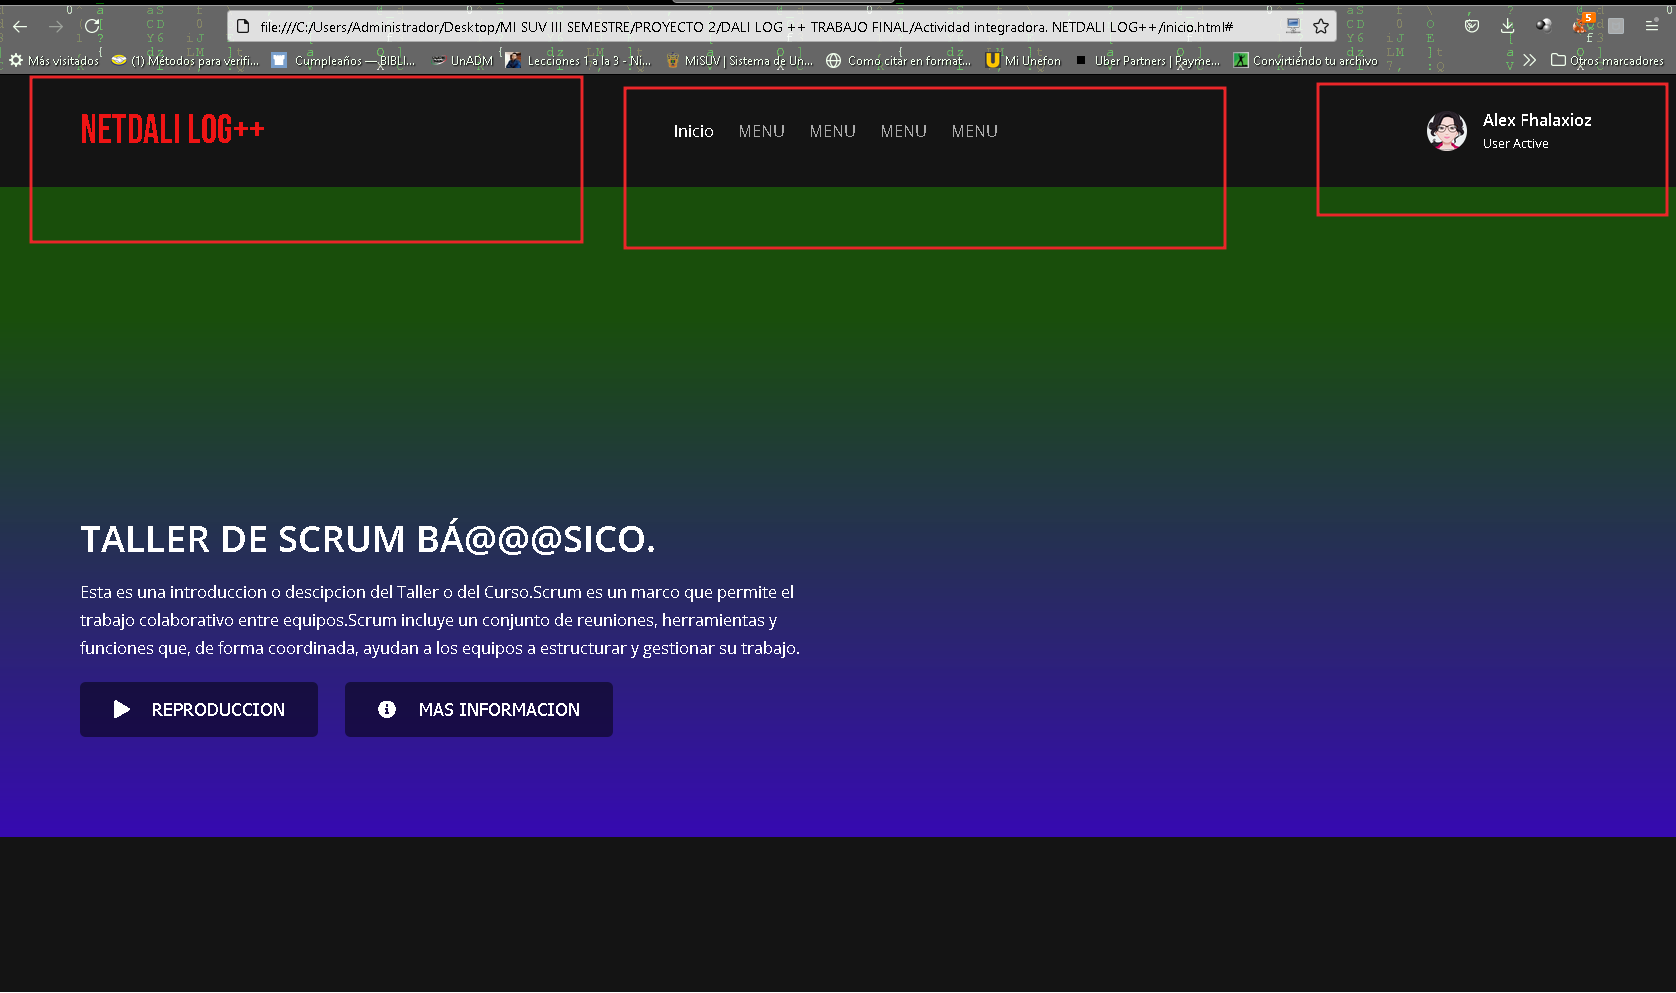 file:///C:/Users/Administrador/Desktop/MI SUV III SEMESTRE/PROYECTO 2/DALI LOG ++ TRABAJO FINAL/Actividad integradora. NETDALI LOG++/inicio.html#
5
Más visitados (1) Métodos para verifi... Cumpleaños — BIBLI... UnADM Lecciones 1 a la 3 - Ni... MiSUV | Sistema de Un... Como citar en format... Mi Unefon Uber Partners | Payme... Convirtiendo tu archivo Otros marcadores
NETDALI LOG++
Inicio MENU MENU MENU MENU
Alex Fhalaxioz
User Active
TALLER DE SCRUM BÁ@@@SICO.
Esta es una introduccion o descipcion del Taller o del Curso.Scrum es un marco que permite el
trabajo colaborativo entre equipos.Scrum incluye un conjunto de reuniones, herramientas y
funciones que, de forma coordinada, ayudan a los equipos a estructurar y gestionar su trabajo.
REPRODUCCION
MAS INFORMACION